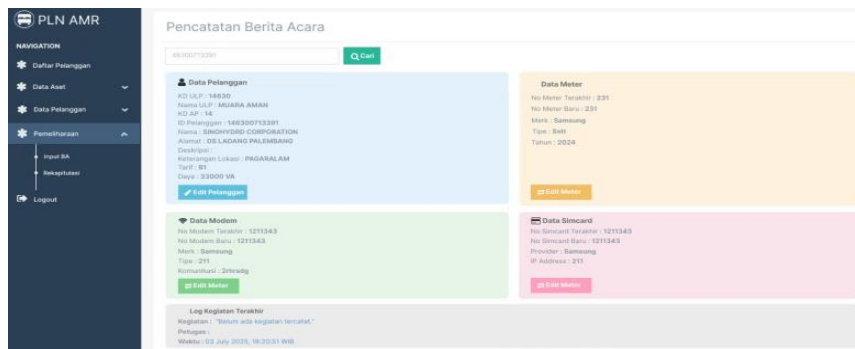 PLN AMR
NAVIGATION
Daftar Pelanggan
Data Aset
Data Pelanggan
Pemeliharaan
Input BA
Rekapitulasi
Logout
Pencatatan Berita Acara
Cari
Data Pelanggan
KD ULP : 14630
Nama ULP : MUARA AMAN
KD AP : 14
ID Pelanggan : 146300713391
Nama : SINOHYDRO CORPORATION
Alamat : DS LADANG PALEMBANG
Deskripsi :
Keterangan Lokasi : PAGARALAM
Tarif : B1
Daya : 33000 VA
Edit Pelanggan
Data Meter
No Meter Terakhir : 231
No Meter Baru : 231
Merk : Samsung
Tipe :
Tahun : 2024
Edit Meter
Data Modem
No Modem Terakhir : 1211343
No Modem Baru : 1211343
Merk : Samsung
Tipe : 211
Komunikasi :
Edit Meter
Data Simcard
No Simcard Terakhir : 1211343
No Simcard Baru : 1211343
Provider : Samsung
IP Address : 211
Edit Meter
Log Kegiatan Terakhir
Kegiatan : "Belum ada kegiatan tercatat."
Petugas :
Waktu : 03 July 2025, 18:20:51 WIB